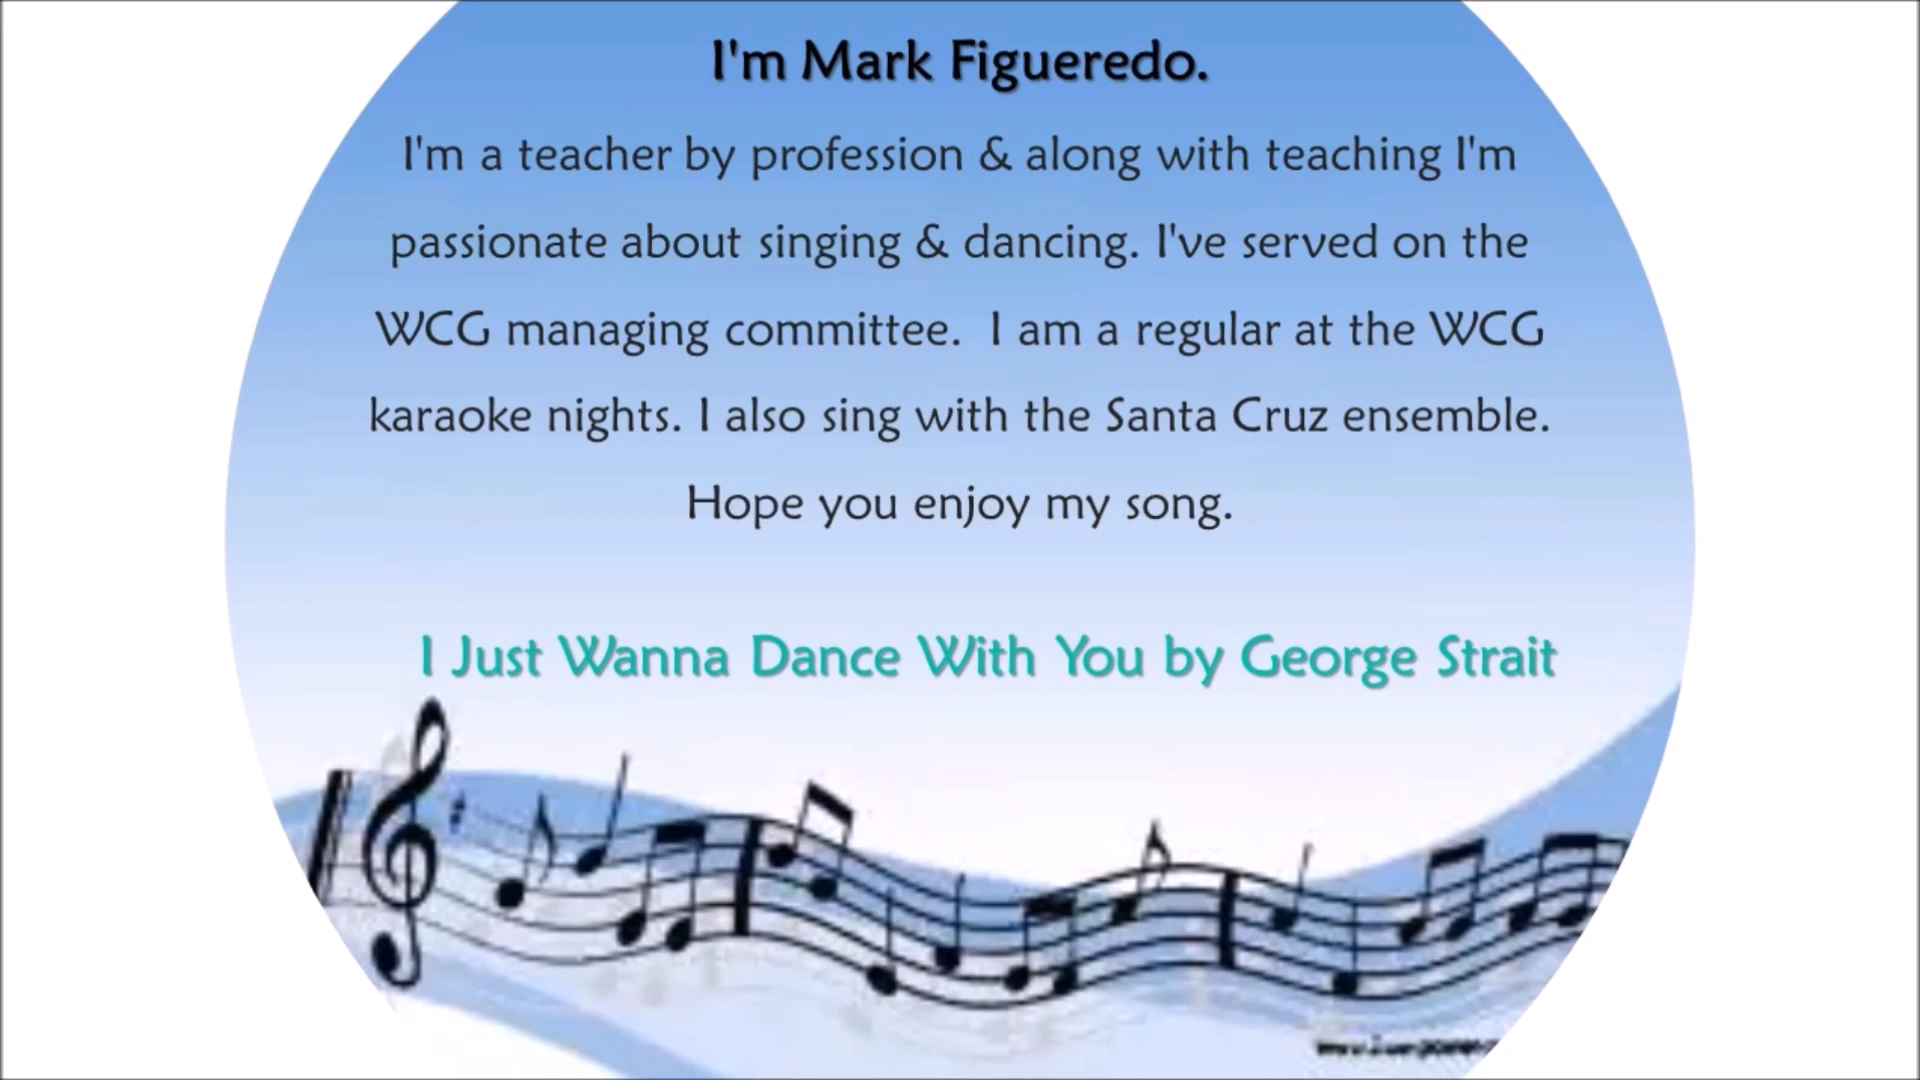 I'm Mark Figueredo.
I'm a teacher by profession & along with teaching I'm
passionate about singing & dancing. I've served on the
WCG managing committee.  I am a regular at the WCG
karaoke nights. I also sing with the Santa Cruz ensemble.
Hope you enjoy my song.
I Just Wanna Dance With You by George Strait